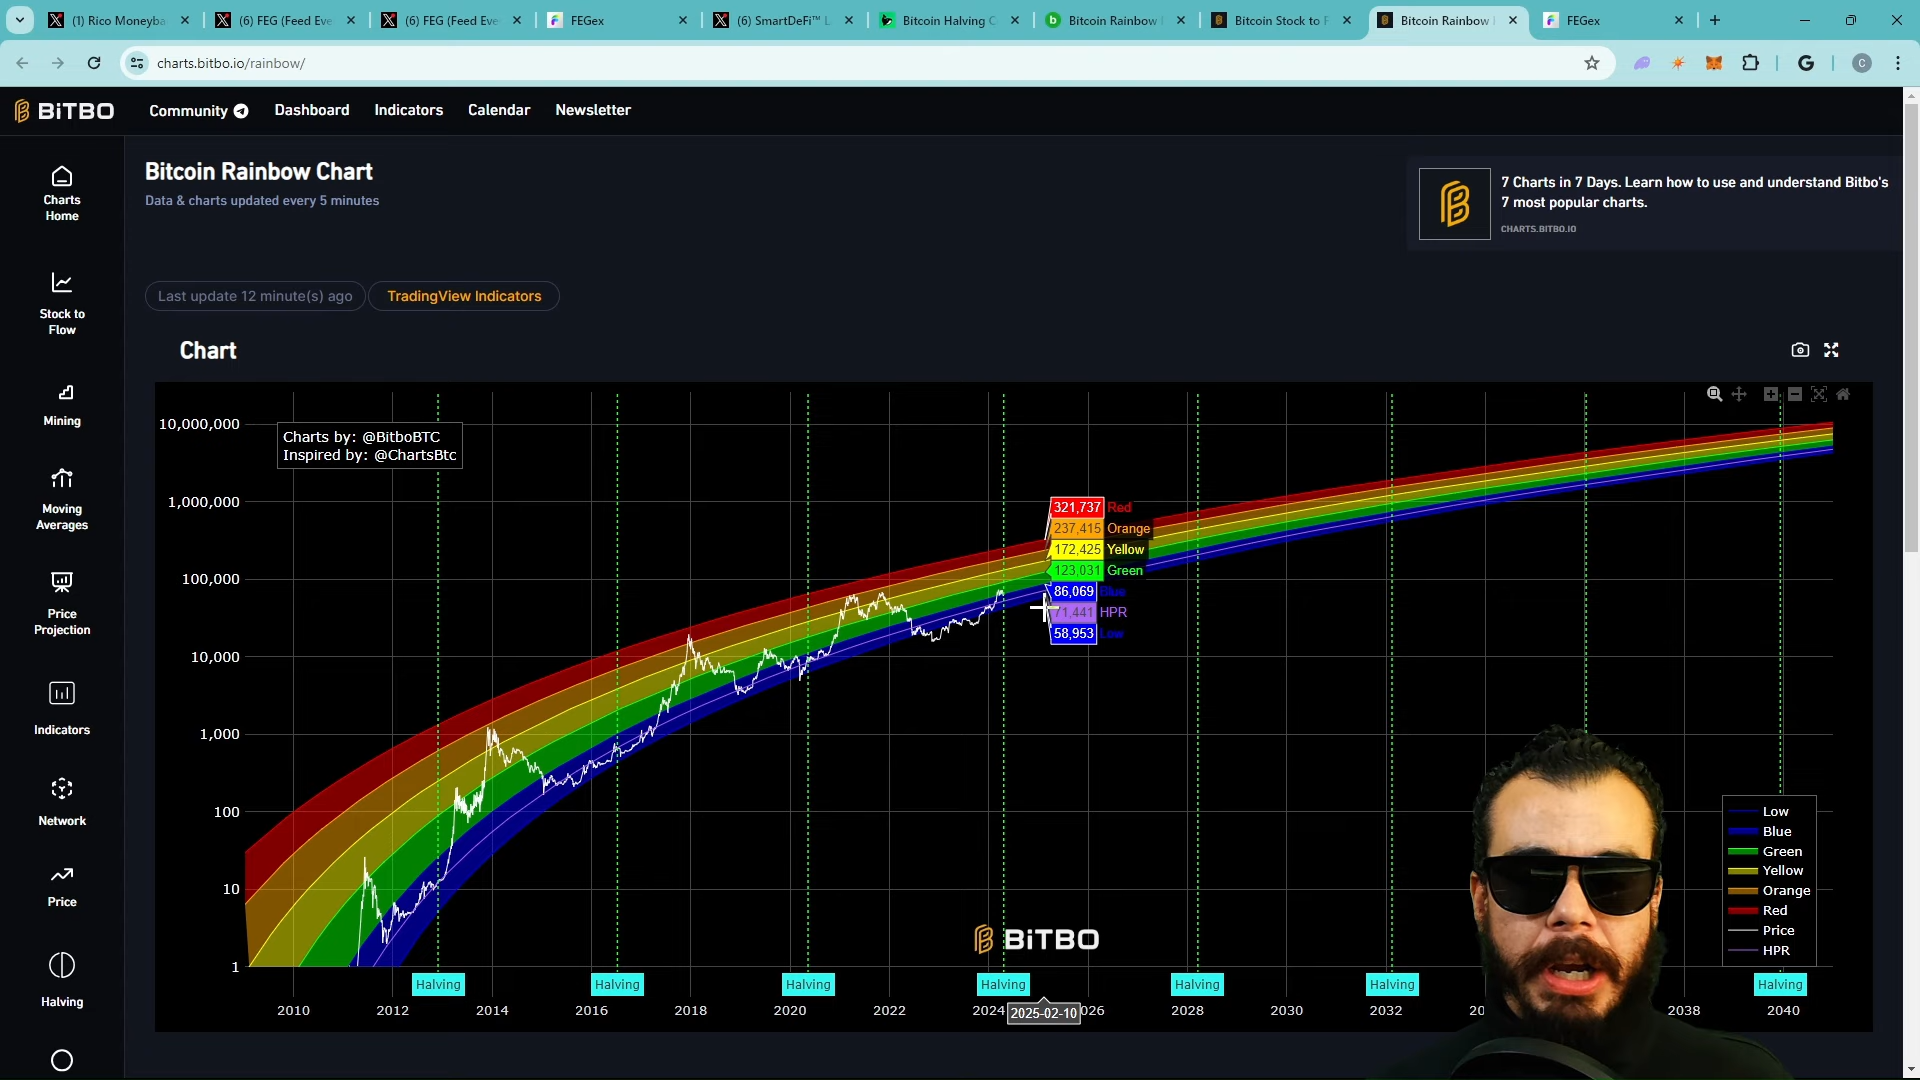 (1) Rico Moneyba
(6) FEG (Feed Eve
(6) FEG (Feed Eve
FEGex
(6) SmartDeFi™ L
Bitcoin Halving C
Bitcoin Rainbow
Bitcoin Stock to F
Bitcoin Rainbow
FEGex
charts.bitbo.io/rainbow/
G
C
BiTBO
Community
Dashboard
Indicators
Calendar
Newsletter
Charts
Home
Stock to
Flow
Mining
Moving
Averages
Price
Projection
Indicators
Network
Price
Halving
Bitcoin Rainbow Chart
Data & charts updated every 5 minutes
7 Charts in 7 Days. Learn how to use and understand Bitbo's
7 most popular charts.
CHARTS.BITBO.IO
Last update 12 minute(s) ago
TradingView Indicators
Chart
10,000,000
1,000,000
100,000
10,000
1,000
100
10
1
Charts by: @BitboBTC
Inspired by: @ChartsBtc
321,737 Red
237,415 Orange
172,425 Yellow
123,031 Green
86,069 Blue
71,441 HPR
58,953 Low
BiTBO
Low
Blue
Green
Yellow
Orange
Red
Price
HPR
Halving
Halving
Halving
Halving
Halving
Halving
Halving
2010
2012
2014
2016
2018
2020
2022
2024
2025-02-10
026
2028
2030
2032
20
2038
2040